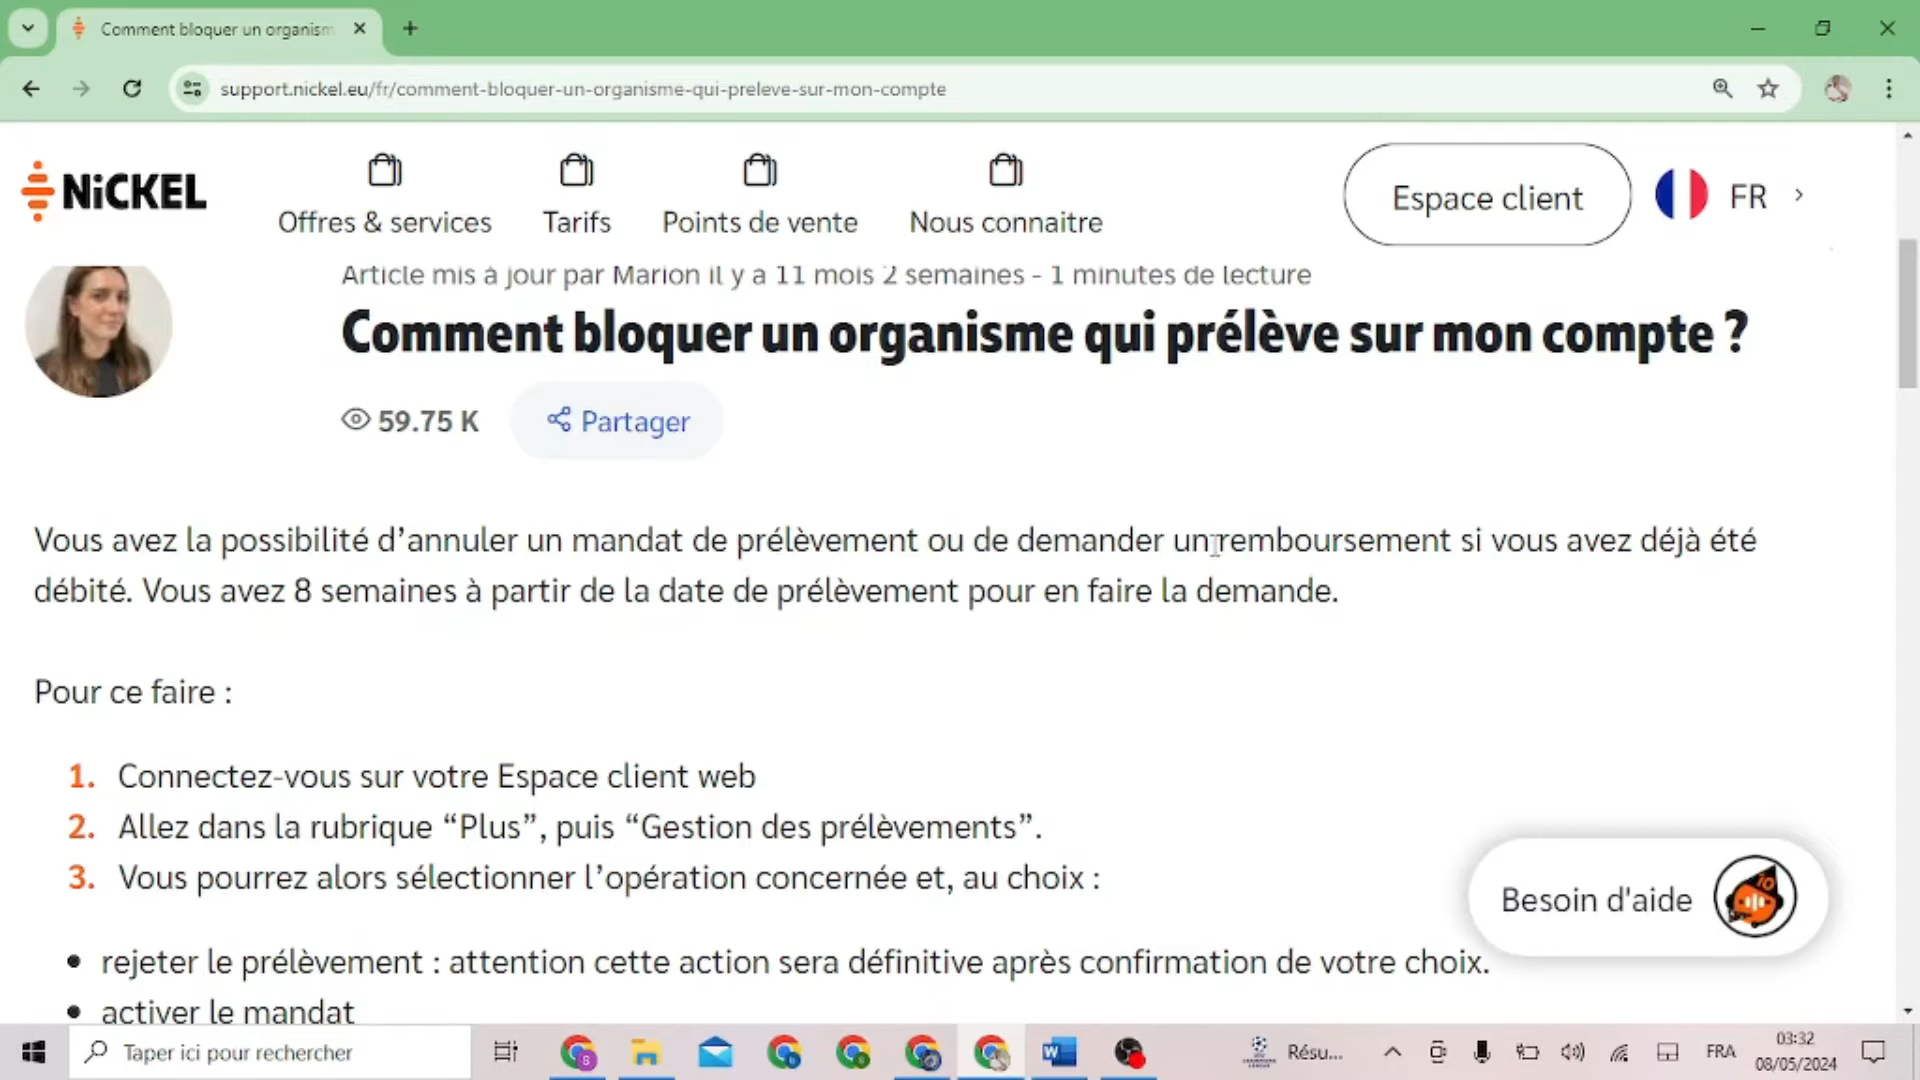 Comment bloquer un organism
support.nickel.eu/fr/comment-bloquer-un-organisme-qui-preleve-sur-mon-compte
NiCKEL
Offres & services
Tarifs
Points de vente
Nous connaitre
Espace client
FR
Article mis à jour par Marion il y a 11 mois 2 semaines - 1 minutes de lecture
Comment bloquer un organisme qui prélève sur mon compte ?
59.75 K
Partager
Vous avez la possibilité d’annuler un mandat de prélèvement ou de demander un remboursement si vous avez déjà été
débité. Vous avez 8 semaines à partir de la date de prélèvement pour en faire la demande.
Pour ce faire :
1. Connectez-vous sur votre Espace client web
2. Allez dans la rubrique “Plus”, puis “Gestion des prélèvements”.
3. Vous pourrez alors sélectionner l’opération concernée et, au choix :
Besoin d'aide
• rejeter le prélèvement : attention cette action sera définitive après confirmation de votre choix.
• activer le mandat
Taper ici pour rechercher
Résu...
FRA
03:32
08/05/2024